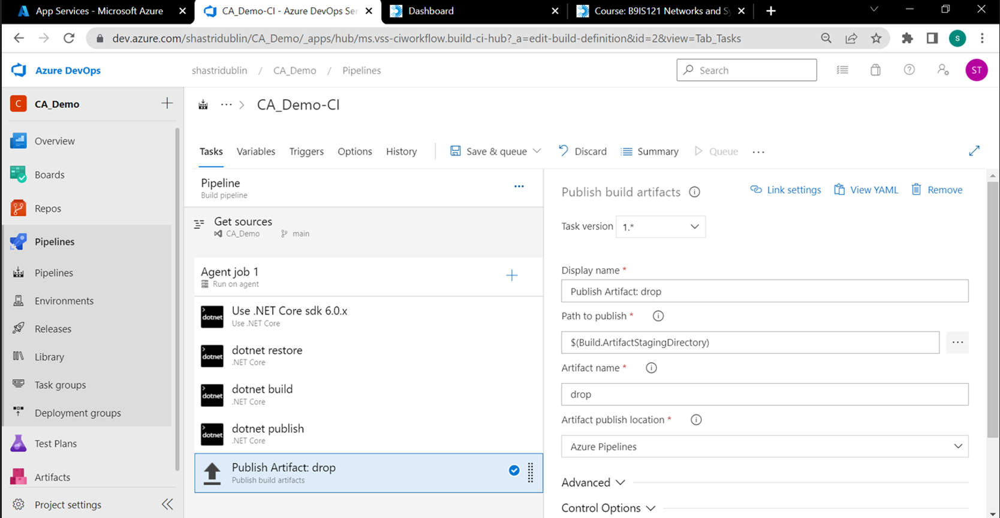 App Services - Microsoft Azure
CA_Demo-CI - Azure DevOps Ser
Dashboard
Course: B9IS121 Networks and Sy
dev.azure.com/shastridublin/CA_Demo/_apps/hub/ms.vss-ciworkflow.build-ci-hub?_a=edit-build-definition&id=2&view=Tab_Tasks
S
Azure DevOps
shastridublin / CA_Demo / Pipelines
Search
ST
C CA_Demo
Overview
Boards
Repos
Pipelines
Pipelines
Environments
Releases
Library
Task groups
Deployment groups
Test Plans
Artifacts
Project settings
... > CA_Demo-CI
Tasks Variables Triggers Options History Save & queue Discard Summary Queue ...
Pipeline
Build pipeline
...
Get sources
CA_Demo main
Agent job 1
Run on agent
dotnet
Use .NET Core sdk 6.0.x
Use .NET Core
dotnet
dotnet restore
.NET Core
dotnet
dotnet build
.NET Core
dotnet
dotnet publish
.NET Core
Publish Artifact: drop
Publish build artifacts
Publish build artifacts
Link settings View YAML Remove
Task version 1.*
Display name *
Publish Artifact: drop
Path to publish *
$(Build.ArtifactStagingDirectory)
...
Artifact name *
drop
Artifact publish location *
Azure Pipelines
Advanced
Control Options